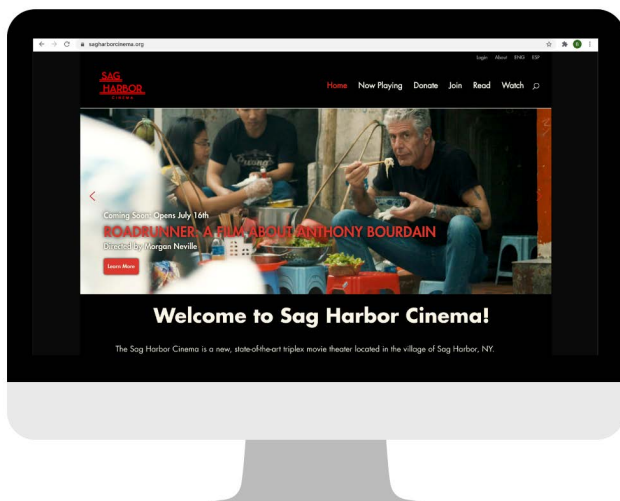 sagharborcinema.org
Login About ENG ESP
SAG
HARBOR
CINEMA
Home Now Playing Donate Join Read Watch
Coming Soon: Opens July 16th
ROADRUNNER: A FILM ABOUT ANTHONY BOURDAIN
Directed by Morgan Neville
Learn More
Welcome to Sag Harbor Cinema!
The Sag Harbor Cinema is a new, state-of-the-art triplex movie theater located in the village of Sag Harbor, NY.